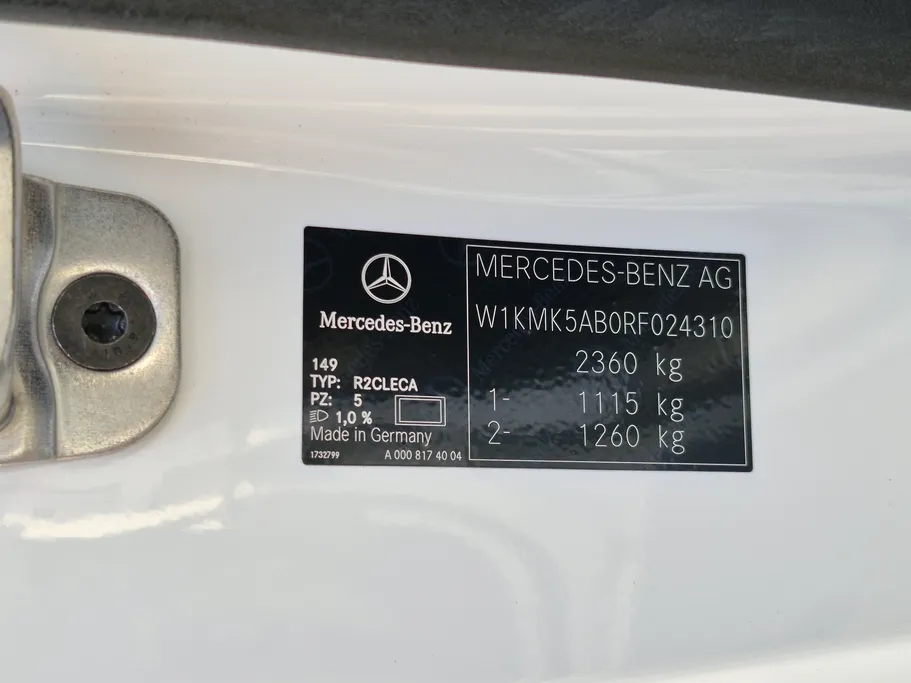 Mercedes-Benz
149
TYP: R2CLECA
PZ: 5
1,0 %
Made in Germany
1732799 A 000 817 40 04
MERCEDES-BENZ AG
W1KMK5AB0RF024310
2360 kg
1- 1115 kg
2- 1260 kg